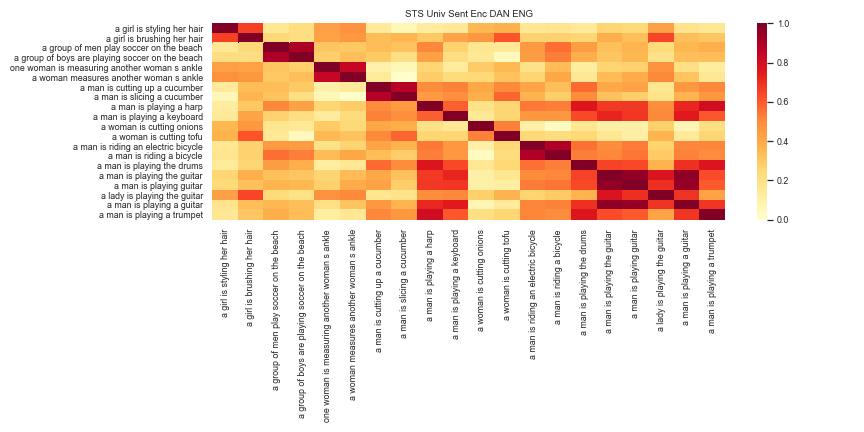 STS Univ Sent Enc DAN ENG
a girl is styling her hair
a girl is brushing her hair
a group of men play soccer on the beach
a group of boys are playing soccer on the beach
one woman is measuring another woman s ankle
a woman measures another woman s ankle
a man is cutting up a cucumber
a man is slicing a cucumber
a man is playing a harp
a man is playing a keyboard
a woman is cutting onions
a woman is cutting tofu
a man is riding an electric bicycle
a man is riding a bicycle
a man is playing the drums
a man is playing the guitar
a man is playing guitar
a lady is playing the guitar
a man is playing a guitar
a man is playing a trumpet
1.0
0.8
0.6
0.4
0.2
0.0
a girl is styling her hair
a girl is brushing her hair
a group of men play soccer on the beach
a group of boys are playing soccer on the beach
one woman is measuring another woman s ankle
a woman measures another woman s ankle
a man is cutting up a cucumber
a man is slicing a cucumber
a man is playing a harp
a man is playing a keyboard
a woman is cutting onions
a woman is cutting tofu
a man is riding an electric bicycle
a man is riding a bicycle
a man is playing the drums
a man is playing the guitar
a man is playing guitar
a lady is playing the guitar
a man is playing a guitar
a man is playing a trumpet